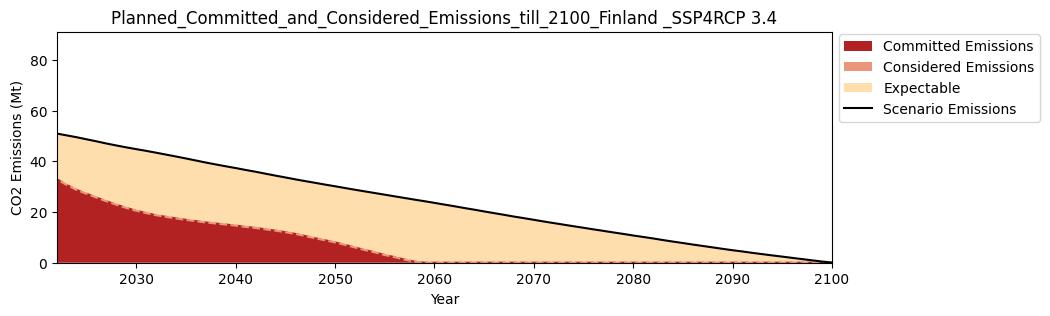 Planned_Committed_and_Considered_Emissions_till_2100_Finland _SSP4RCP 3.4
CO2 Emissions (Mt)
80
60
40
20
0
2030 2040 2050 2060 2070 2080 2090 2100
Year
Committed Emissions
Considered Emissions
Expectable
Scenario Emissions